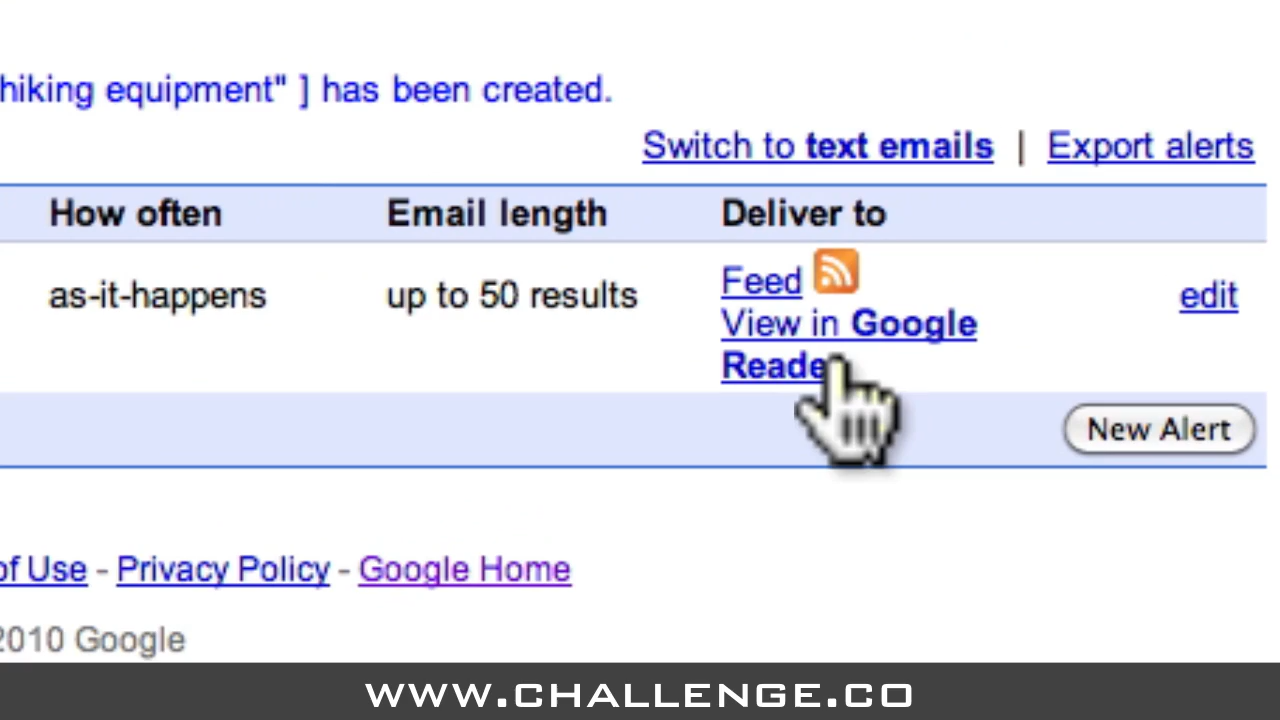 hiking equipment" ] has been created.
Switch to text emails | Export alerts
How often Email length Deliver to
as-it-happens up to 50 results Feed edit
View in Google
Reade
New Alert
of Use - Privacy Policy - Google Home
2010 Google
WWW.CHALLENGE.CO